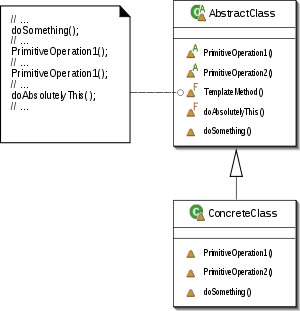 // ...
doSomething();
// ...
PrimitiveOperation1();
// ...
PrimitiveOperation1();
// ...
doAbsolutelyThis();
// ...
C A AbstractClass
A PrimitiveOperation1()
A PrimitiveOperation2()
F TemplateMethod()
F doAbsolutelyThis()
doSomething()
C ConcreteClass
PrimitiveOperation1()
PrimitiveOperation2()
doSomething()